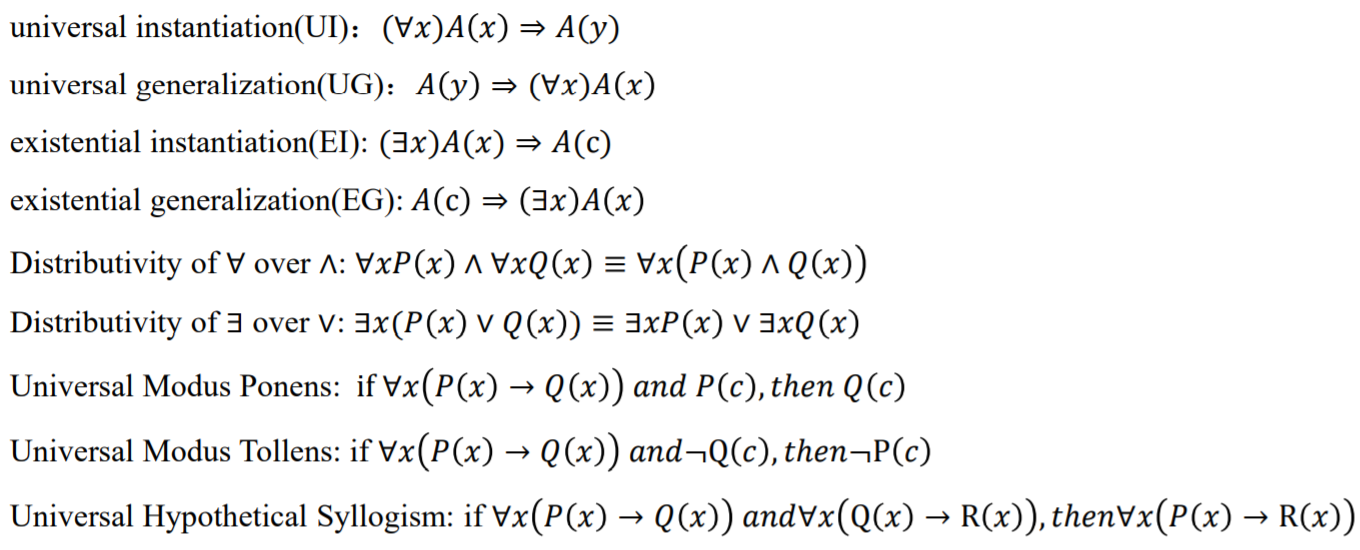 universal instantiation(UI)：(∀x)A(x) ⇒ A(y)
universal generalization(UG)：A(y) ⇒ (∀x)A(x)
existential instantiation(EI): (∃x)A(x) ⇒ A(c)
existential generalization(EG): A(c) ⇒ (∃x)A(x)
Distributivity of ∀ over ∧: ∀xP(x) ∧ ∀xQ(x) ≡ ∀x(P(x) ∧ Q(x))
Distributivity of ∃ over ∨: ∃x(P(x) ∨ Q(x)) ≡ ∃xP(x) ∨ ∃xQ(x)
Universal Modus Ponens: if ∀x(P(x) → Q(x)) and P(c), then Q(c)
Universal Modus Tollens: if ∀x(P(x) → Q(x)) and¬Q(c), then¬P(c)
Universal Hypothetical Syllogism: if ∀x(P(x) → Q(x)) and∀x(Q(x) → R(x)), then∀x(P(x) → R(x))